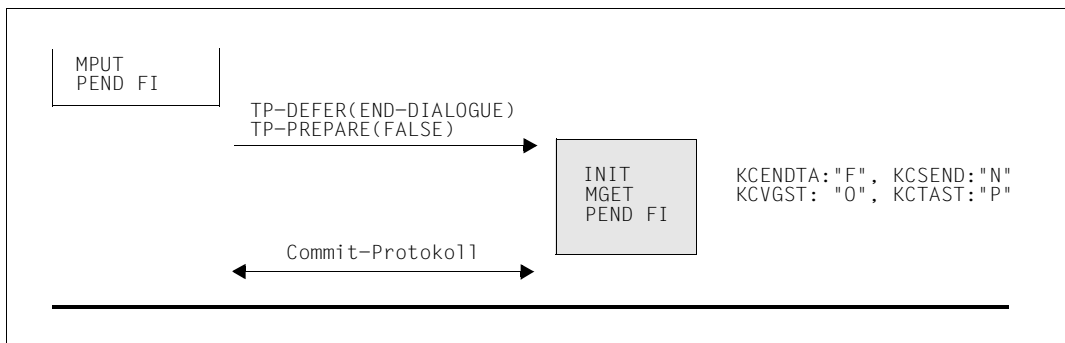 MPUT
PEND FI
TP-DEFER(END-DIALOGUE)
TP-PREPARE(FALSE)
INIT
MGET
PEND FI
KCENDTA:"F", KCSEND:"N"
KCVGST: "O", KCTAST:"P"
Commit-Protokoll